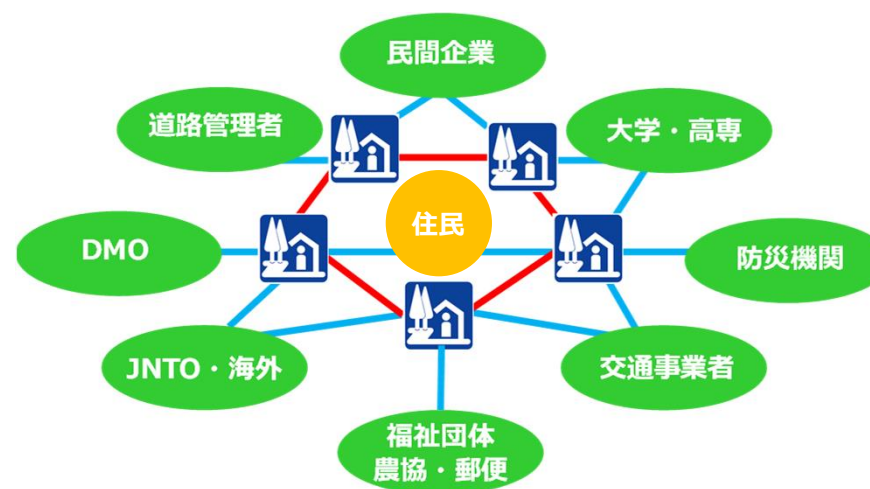 民間企業
道路管理者
大学・高専
住民
DMO
防災機関
JNTO・海外
交通事業者
福祉団体
農協・郵便